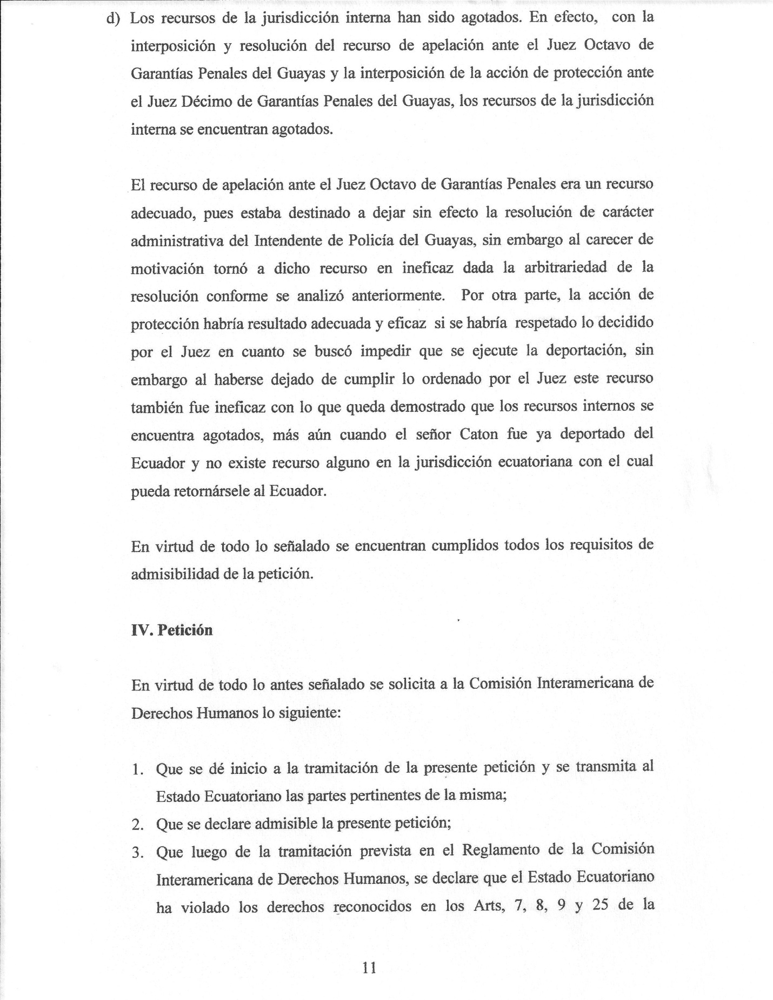 d) Los recursos de la jurisdicción interna han sido agotados. En efecto, con la
interposición y resolución del recurso de apelación ante el Juez Octavo de
Garantías Penales del Guayas y la interposición de la acción de protección ante
el Juez Décimo de Garantías Penales del Guayas, los recursos de la jurisdicción
interna se encuentran agotados.
El recurso de apelación ante el Juez Octavo de Garantías Penales era un recurso
adecuado, pues estaba destinado a dejar sin efecto la resolución de carácter
administrativa del Intendente de Policía del Guayas, sin embargo al carecer de
motivación tornó a dicho recurso en ineficaz dada la arbitrariedad de la
resolución conforme se analizó anteriormente. Por otra parte, la acción de
protección habría resultado adecuada y eficaz si se habría respetado lo decidido
por el Juez en cuanto se buscó impedir que se ejecute la deportación, sin
embargo al haberse dejado de cumplir lo ordenado por el Juez este recurso
también fue ineficaz con lo que queda demostrado que los recursos internos se
encuentra agotados, más aún cuando el señor Caton fue ya deportado del
Ecuador y no existe recurso alguno en la jurisdicción ecuatoriana con el cual
pueda retornársele al Ecuador.
En virtud de todo lo señalado se encuentran cumplidos todos los requisitos de
admisibilidad de la petición.
IV. Petición
En virtud de todo lo antes señalado se solicita a la Comisión Interamericana de
Derechos Humanos lo siguiente:
1. Que se dé inicio a la tramitación de la presente petición y se transmita al
Estado Ecuatoriano las partes pertinentes de la misma;
2. Que se declare admisible la presente petición;
3. Que luego de la tramitación prevista en el Reglamento de la Comisión
Interamericana de Derechos Humanos, se declare que el Estado Ecuatoriano
ha violado los derechos reconocidos en los Arts, 7, 8, 9 y 25 de la
11